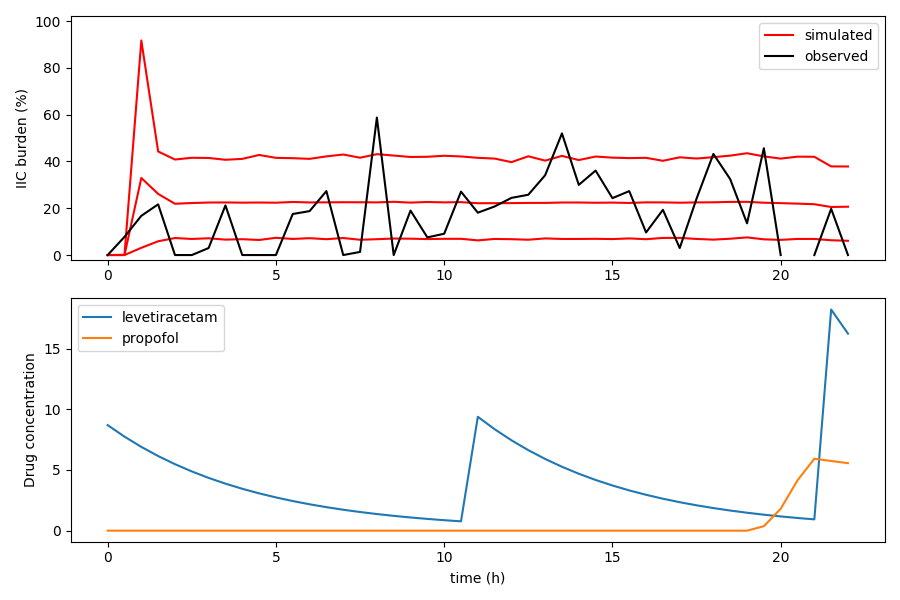 100
80
60
40
20
0
IIC burden (%)
simulated
observed
0 5 10 15 20
15
10
5
0
Drug concentration
levetiracetam
propofol
0 5 10 15 20
time (h)